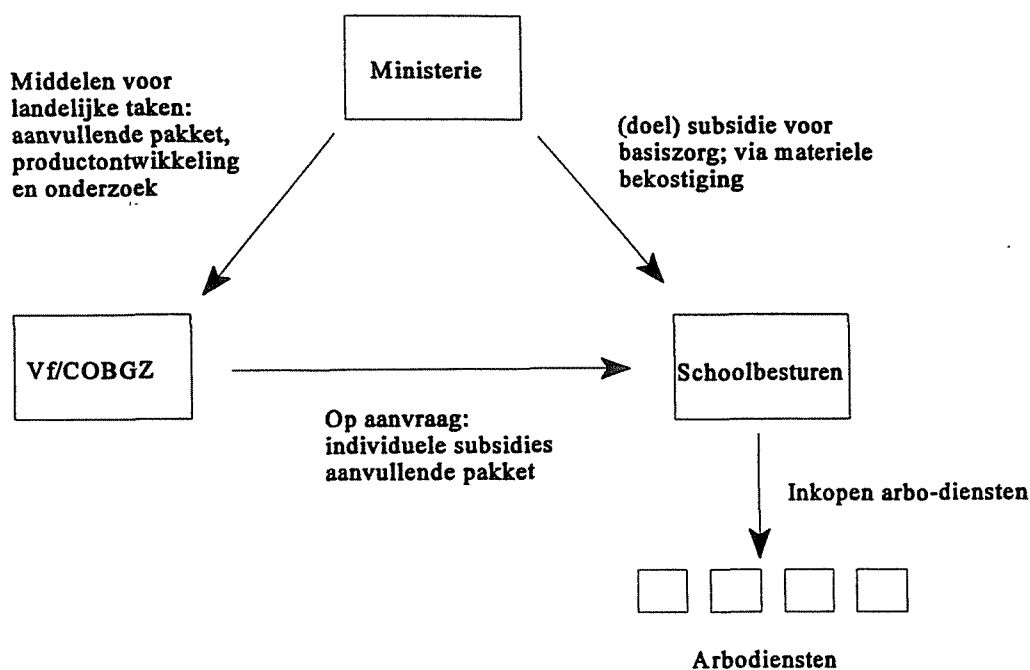 Ministerie
Middelen voor
landelijke taken:
aanvullende pakket,
productontwikkeling
en onderzoek
(doel) subsidie voor
basiszorg; via materiele
bekostiging
Vf/COBGZ
Schoolbesturen
Op aanvraag:
individuele subsidies
aanvullende pakket
Inkopen arbo-diensten
Arbodiensten